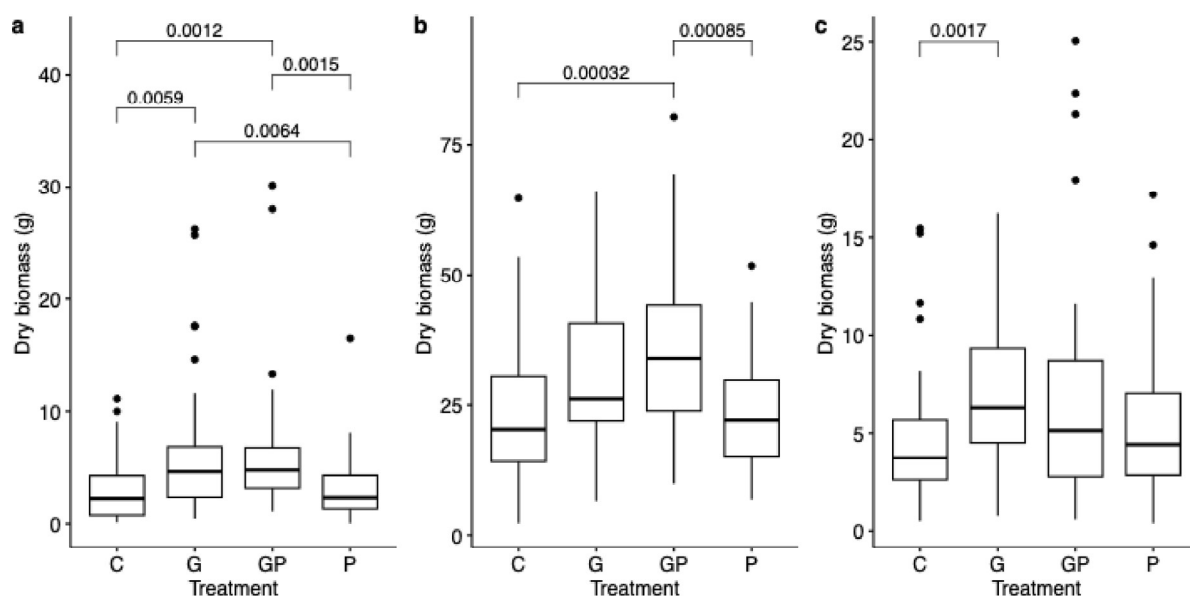 a
0.0012
0.0015
0.0059
0.0064
40
30
20
10
0
Dry biomass (g)
C G GP P
Treatment
b
0.00085
0.00032
75
50
25
0
Dry biomass (g)
C G GP P
Treatment
c
0.0017
25
20
15
10
5
0
Dry biomass (g)
C G GP P
Treatment